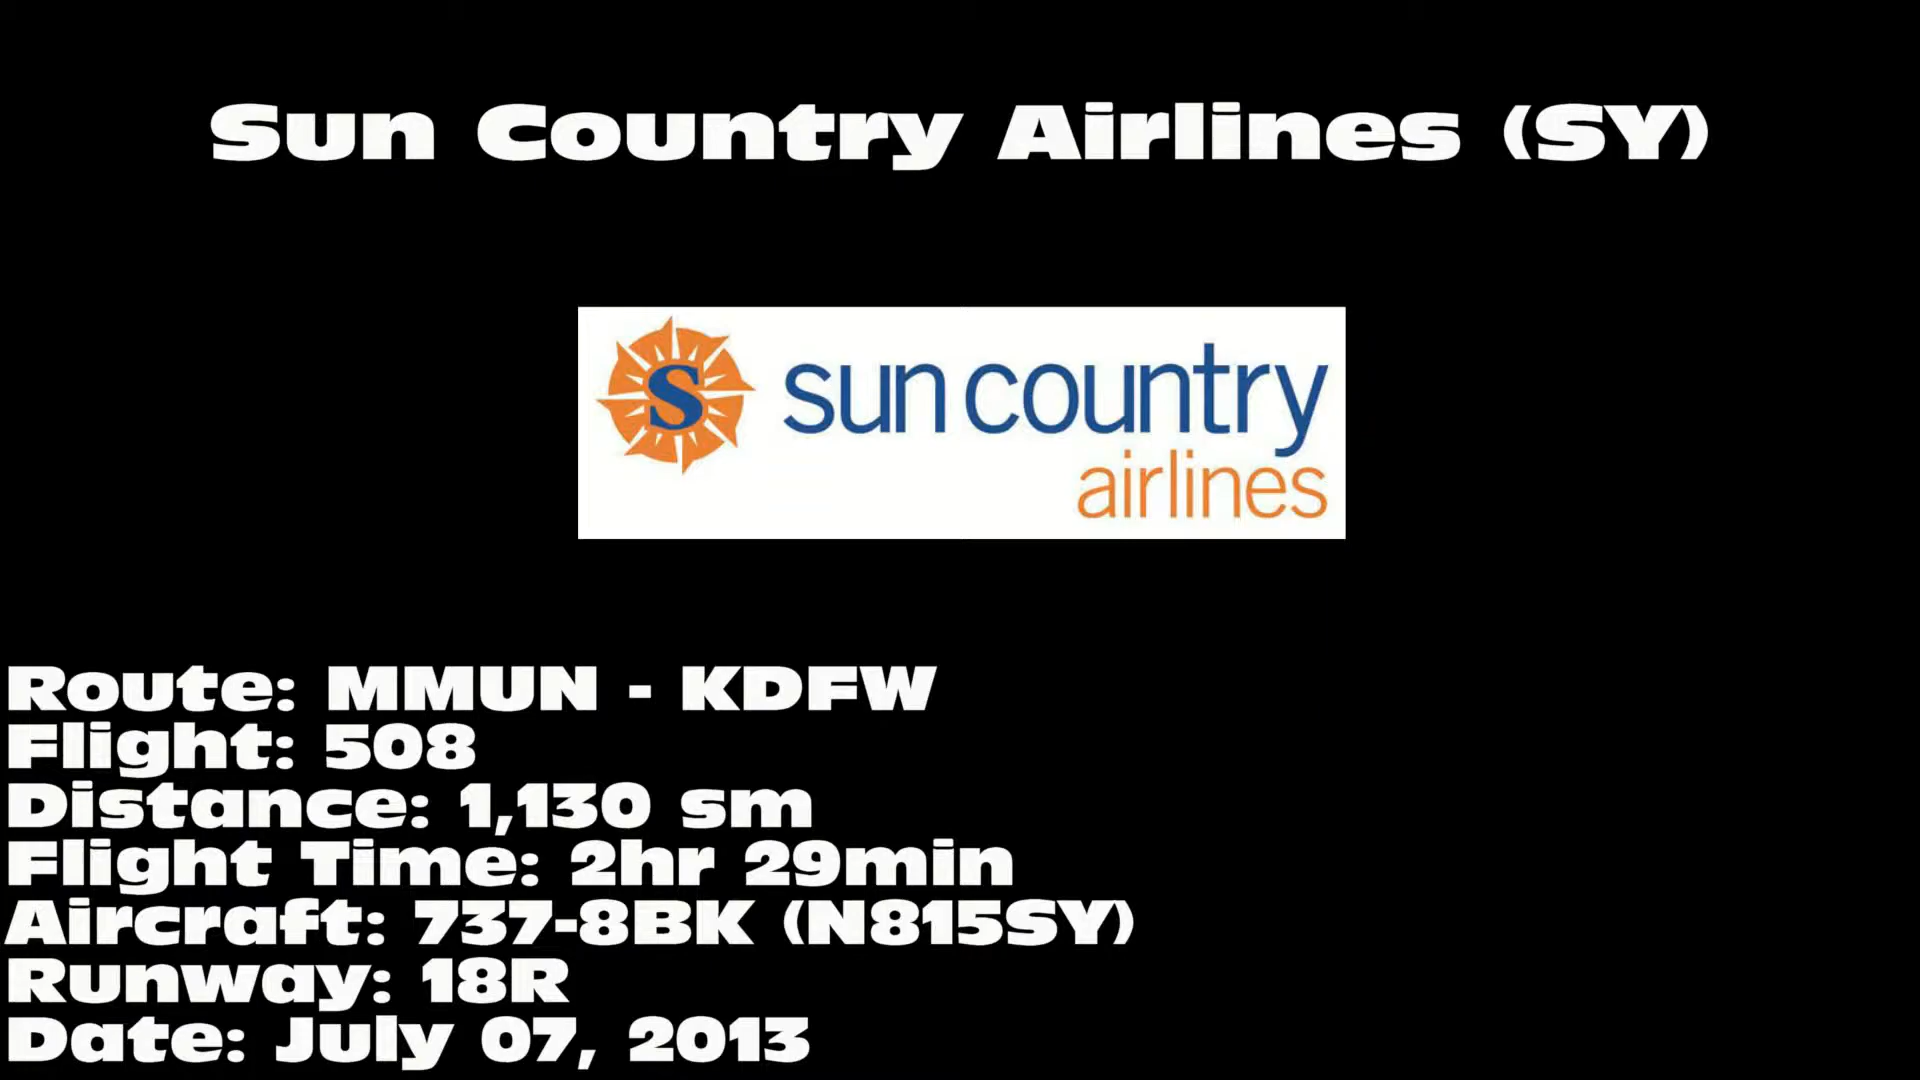 Sun Country Airlines (SY)
S sun country
airlines
Route: MMUN - KDFW
Flight: 508
Distance: 1,130 sm
Flight Time: 2hr 29min
Aircraft: 737-8BK (N815SY)
Runway: 18R
Date: July 07, 2013